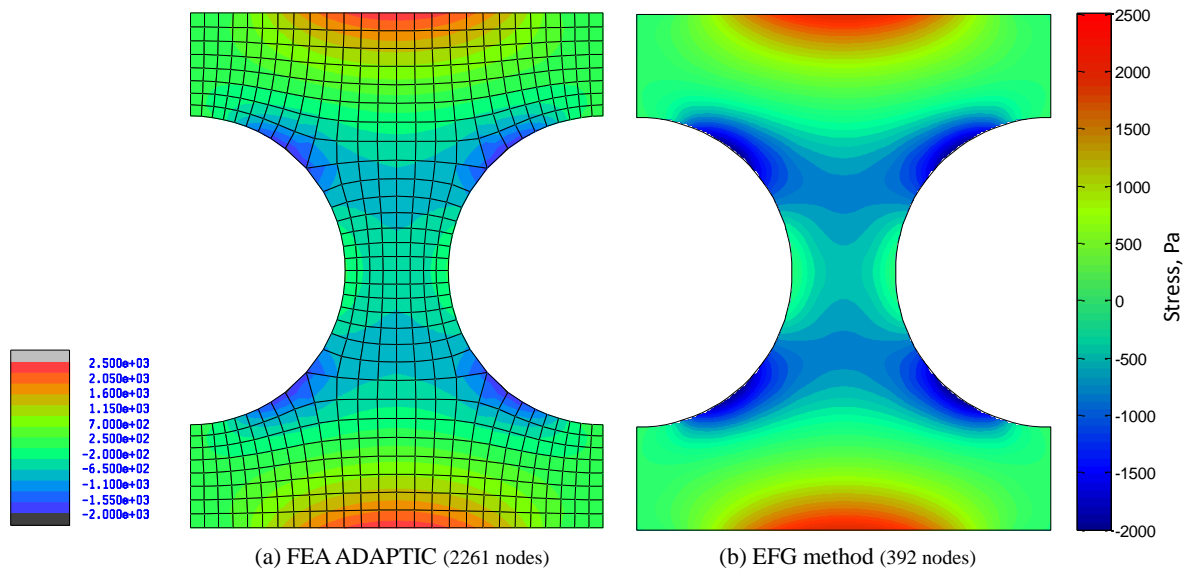 2.500e+03
2.050e+03
1.600e+03
1.150e+03
7.000e+02
2.500e+02
-2.000e+02
-6.500e+02
-1.100e+03
-1.550e+03
-2.000e+03
2500
2000
1500
1000
500
0
-500
-1000
-1500
-2000
Stress, Pa
(a) FEA ADAPTIC (2261 nodes)
(b) EFG method (392 nodes)